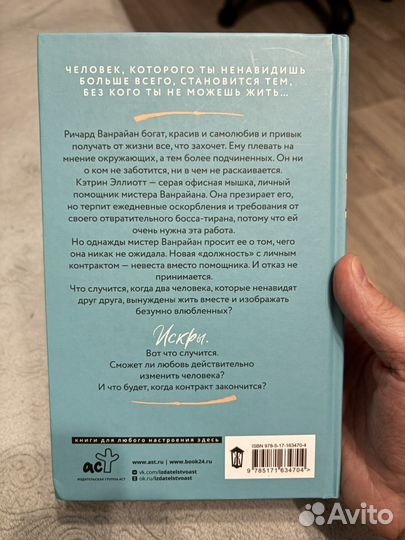 ЧЕЛОВЕК, КОТОРОГО ТЫ НЕНАВИДИШЬ
БОЛЬШЕ ВСЕГО, СТАНОВИТСЯ ТЕМ,
БЕЗ КОГО ТЫ НЕ МОЖЕШЬ ЖИТЬ...
Ричард Ванрайан богат, красив и самолюбив и привык
получать от жизни все, что захочет. Ему плевать на
мнение окружающих, а тем более подчиненных. Он ни
о ком не заботится, ни в чем не раскаивается.
Кэтрин Эллиотт — серая офисная мышка, личный
помощник мистера Ванрайана. Она презирает его,
но терпит ежедневные оскорбления и требования от
своего отвратительного босса-тирана, потому что ей
очень нужна эта работа.
Но однажды мистер Ванрайан просит ее о том, чего
она никак не ожидала. Новая «должность» с личным
контрактом — невеста вместо помощника. И отказ не
принимается.
Что случится, когда два человека, которые ненавидят
друг друга, вынуждены жить вместе и изображать
безумно влюбленных?
Искры.
Вот что случится.
Сможет ли любовь действительно
изменить человека?
И что будет, когда контракт закончится?
книги для любого настроения здесь
аст
ИЗДАТЕЛЬСКАЯ ГРУППА АСТ
www.ast.ru | www.book24.ru
vk.com/izdatelstvoast
ok.ru/izdatelstvoast
ISBN 978-5-17-163470-4
9 785171 634704 >
Avito